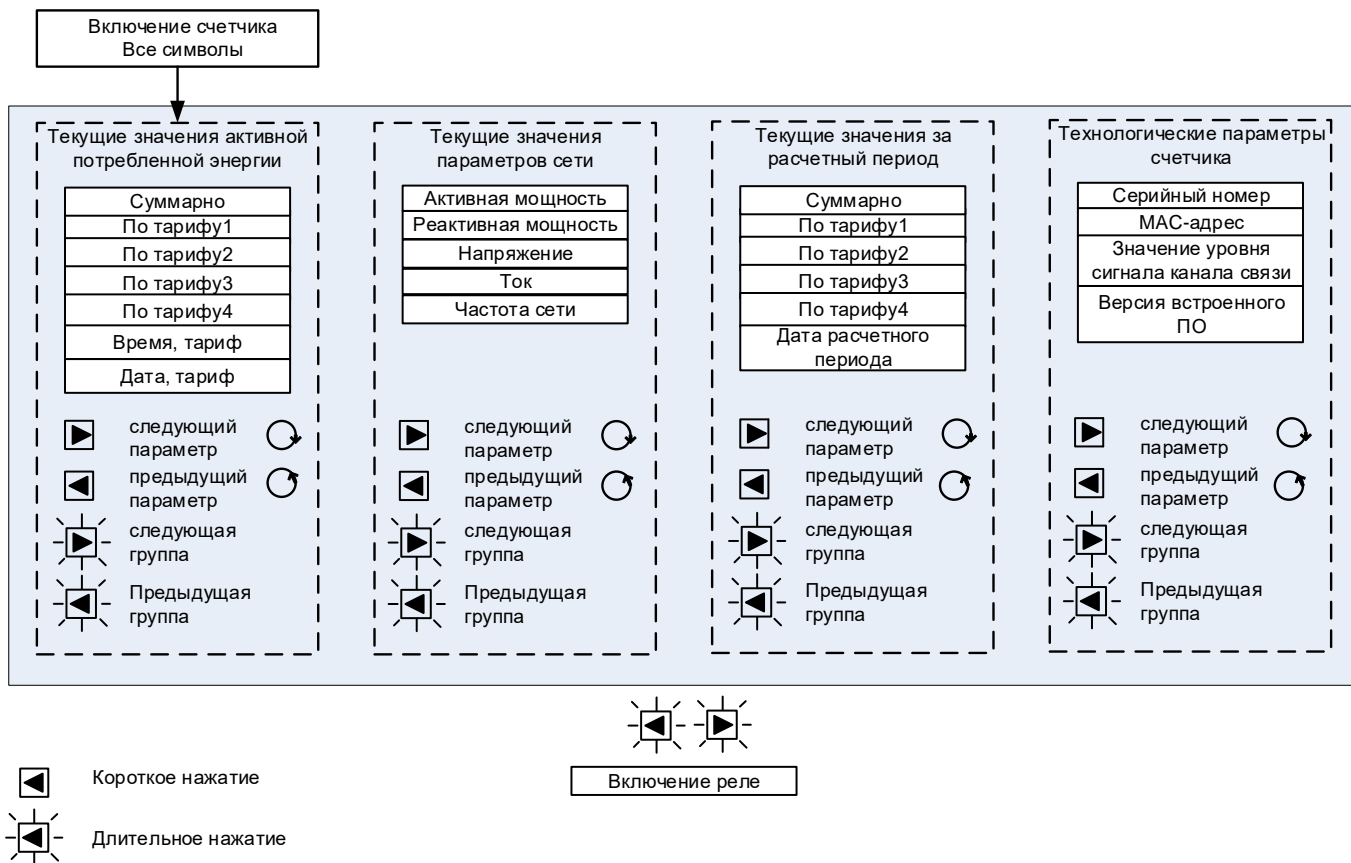 Включение счетчика
Все символы
Текущие значения активной
потребленной энергии
Суммарно
По тарифу1
По тарифу2
По тарифу3
По тарифу4
Время, тариф
Дата, тариф
следующий
параметр
предыдущий
параметр
следующая
группа
Предыдущая
группа
Текущие значения
параметров сети
Активная мощность
Реактивная мощность
Напряжение
Ток
Частота сети
следующий
параметр
предыдущий
параметр
следующая
группа
Предыдущая
группа
Текущие значения за
расчетный период
Суммарно
По тарифу1
По тарифу2
По тарифу3
По тарифу4
Дата расчетного
периода
следующий
параметр
предыдущий
параметр
следующая
группа
Предыдущая
группа
Технологические параметры
счетчика
Серийный номер
МАС-адрес
Значение уровня
сигнала канала связи
Версия встроенного
ПО
следующий
параметр
предыдущий
параметр
следующая
группа
Предыдущая
группа
Включение реле
Короткое нажатие
Длительное нажатие